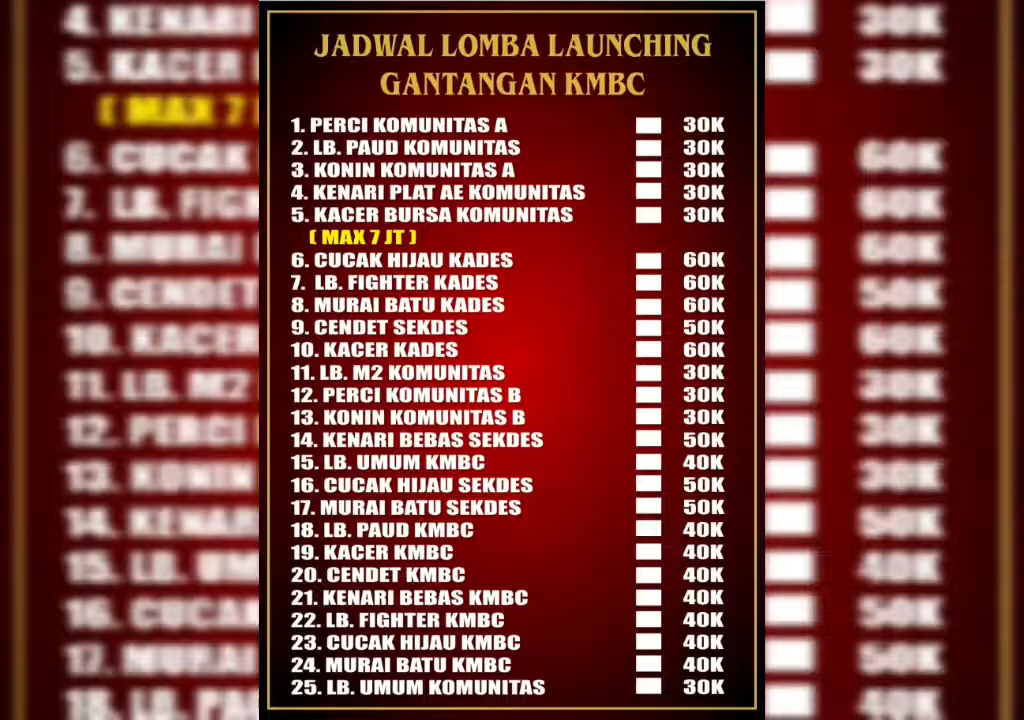 JADWAL LOMBA LAUNCHING
GANTANGAN KMBC
1. PERCI KOMUNITAS A 30K
2. LB. PAUD KOMUNITAS 30K
3. KONIN KOMUNITAS A 30K
4. KENARI PLAT AE KOMUNITAS 30K
5. KACER BURSA KOMUNITAS 30K
( MAX 7 JT )
6. CUCAK HIJAU KADES 60K
7. LB. FIGHTER KADES 60K
8. MURAI BATU KADES 60K
9. CENDET SEKDES 50K
10. KACER KADES 60K
11. LB. M2 KOMUNITAS 30K
12. PERCI KOMUNITAS B 30K
13. KONIN KOMUNITAS B 30K
14. KENARI BEBAS SEKDES 50K
15. LB. UMUM KMBC 40K
16. CUCAK HIJAU SEKDES 50K
17. MURAI BATU SEKDES 50K
18. LB. PAUD KMBC 40K
19. KACER KMBC 40K
20. CENDET KMBC 40K
21. KENARI BEBAS KMBC 40K
22. LB. FIGHTER KMBC 40K
23. CUCAK HIJAU KMBC 40K
24. MURAI BATU KMBC 40K
25. LB. UMUM KOMUNITAS 30K